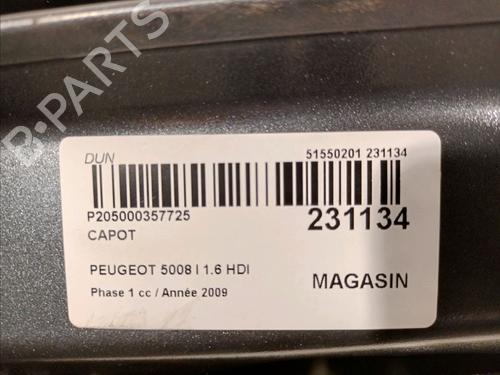 B-PARTS
DUN
51550201 231134
P205000357725
231134
CAPOT
PEUGEOT 5008 I 1.6 HDI
MAGASIN
Phase 1 cc / Année 2009